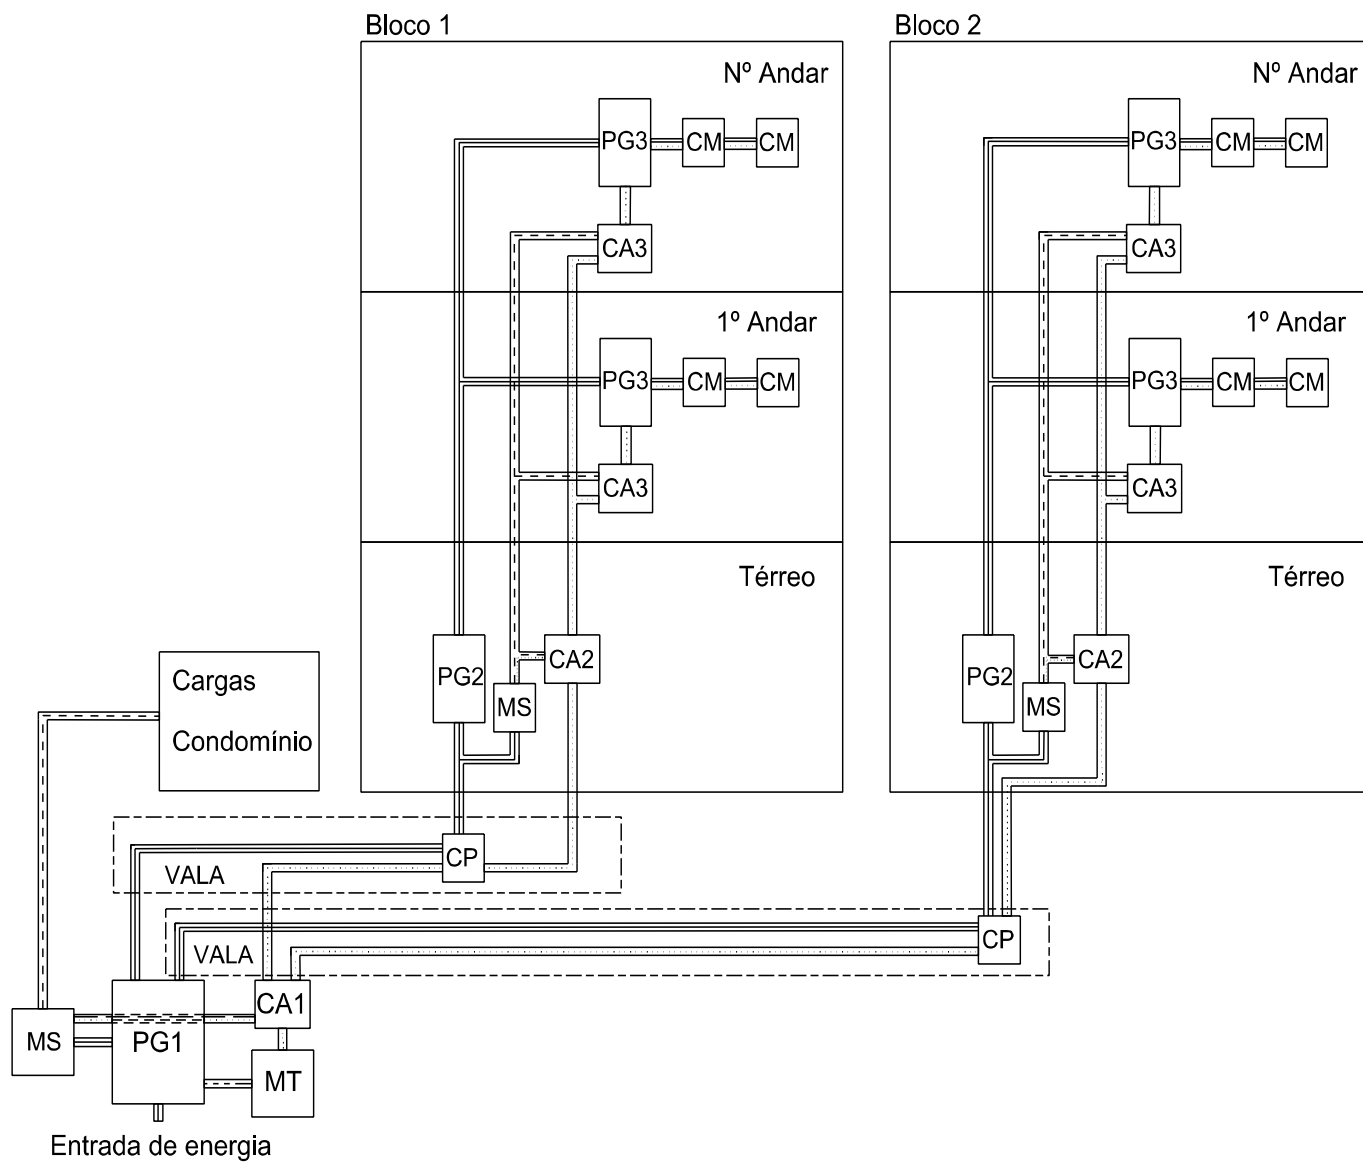 Bloco 1
Bloco 2
Nº Andar
Nº Andar
PG3
CM
CM
PG3
CM
CM
CA3
CA3
1º Andar
1º Andar
PG3
CM
CM
PG3
CM
CM
CA3
CA3
Térreo
Térreo
PG2
MS
CA2
PG2
MS
CA2
Cargas
Condomínio
CP
VALA
CP
VALA
CA1
MS
PG1
MT
Entrada de energia